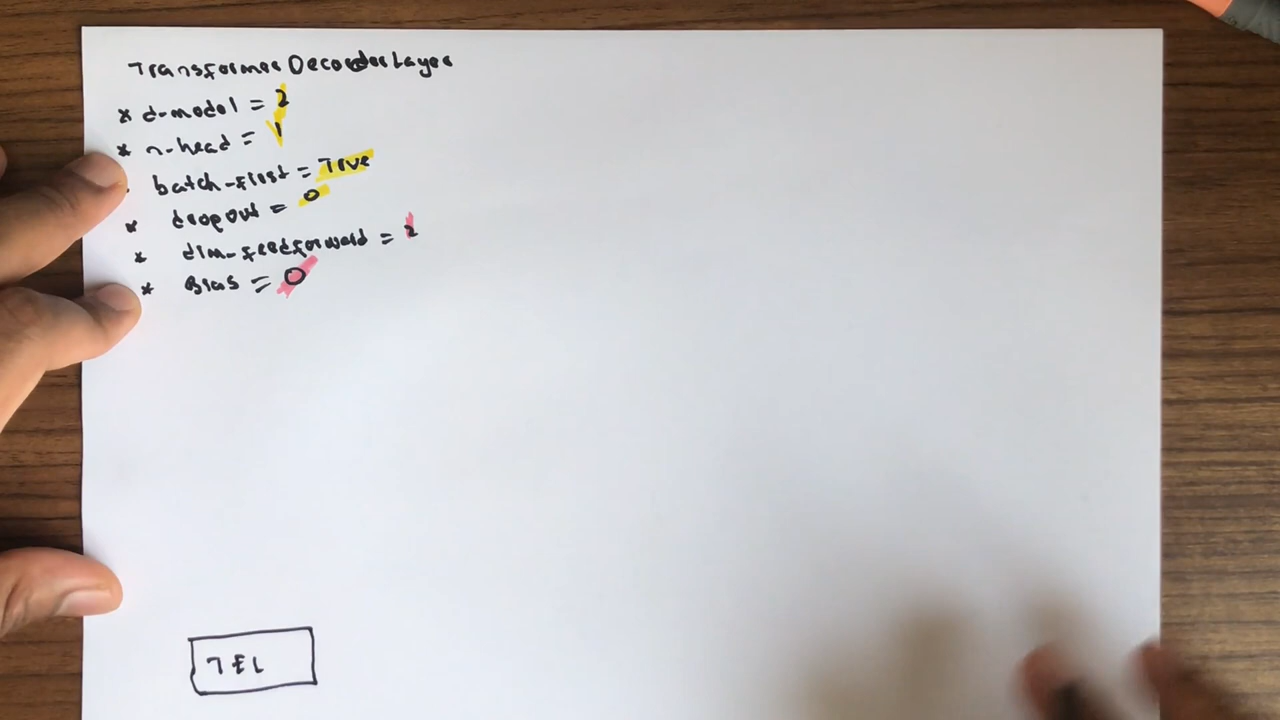 TransformerDecoderLayer
* d-model = 2
* n-head = 1
* batch-first = True
* dropout = 0
* dim-feedforward = 2
* Bias = 0
TEL